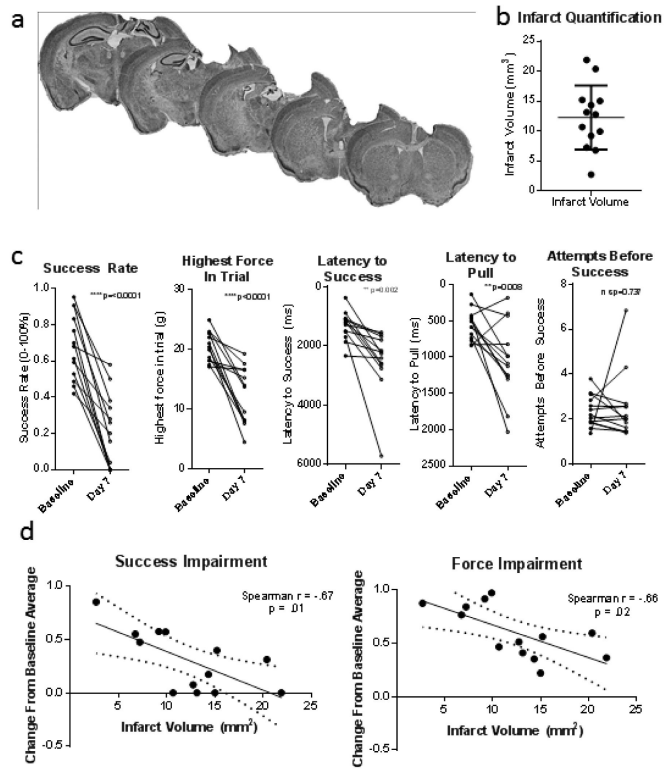 a
b Infarct Quantification
Infarct Volume (mm³)
25
20
15
10
5
0
Infarct Volume
c
Success Rate
**** p=<0.0001
Success Rate (0-100%)
1.0
0.8
0.6
0.4
0.2
0.0
Baseline
Day 7
Highest Force
In Trial
**** p<0.0001
Highest force in trial (g)
30
20
10
0
Baseline
Day 7
Latency to
Success
** p=0.002
Latency to Success (ms)
0
2000
4000
6000
Baseline
Day 7
Latency to
Pull
** p=0.008
Latency to Pull (ms)
0
500
1000
1500
2000
2500
Baseline
Day 7
Attempts Before
Success
n s p=0.737
Attempts Before Success
8
6
4
2
0
Baseline
Day 7
d
Success Impairment
Spearman r = -.67
p = .01
Change From Baseline Average
1.0
0.5
0.0
-0.5
5
10
15
20
25
Infarct Volume (mm²)
Force Impairment
Spearman r = -.66
p = .02
Change From Baseline Average
1.0
0.5
0.0
-0.5
5
10
15
20
25
Infarct Volume (mm²)